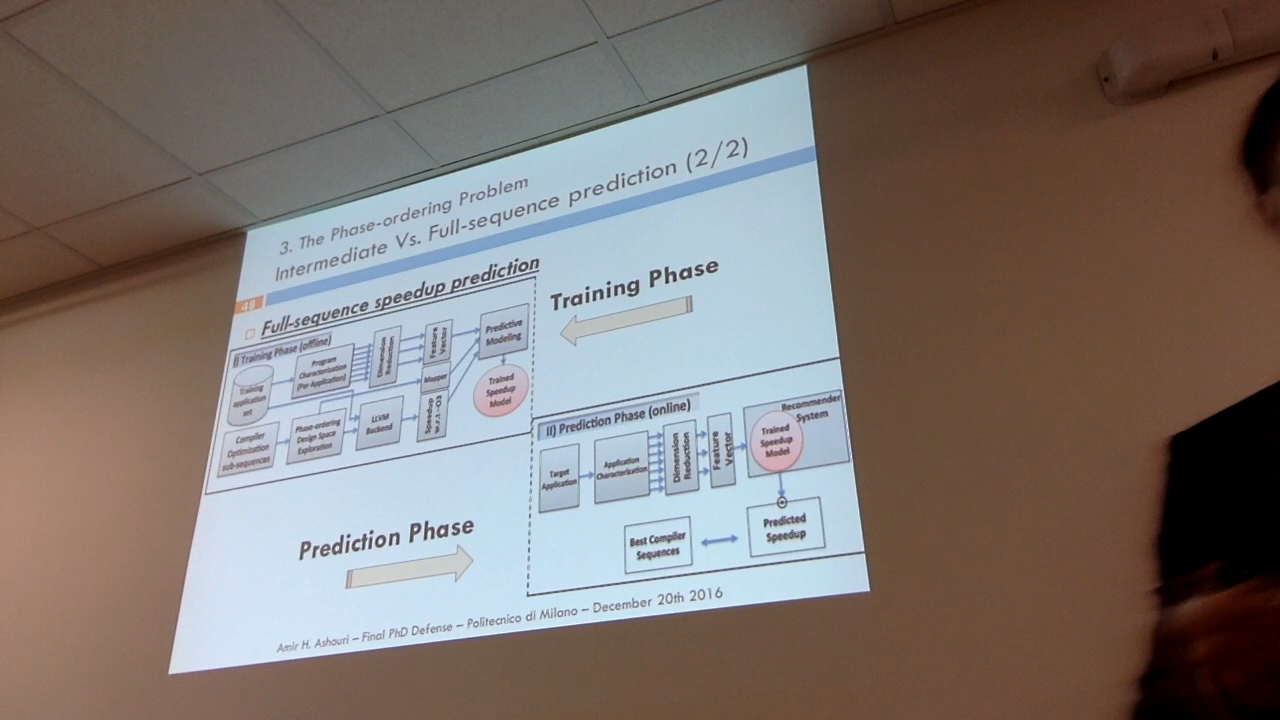 3. The Phase-ordering Problem
Intermediate Vs. Full-sequence prediction (2/2)
48
Full-sequence speedup prediction
Training Phase
I) Training Phase (offline)
Training
application
set
Program
Characterization
(Per Application)
Dimension
Reduction
Feature
Vector
Predictive
Modeling
Mapper
Trained
Speedup
Model
Compiler
Optimization
sub-sequences
Phase-ordering
Design Space
Exploration
LLVM
Backend
Speedup
w.r.t -O3
II) Prediction Phase (online)
Target
Application
Application
Characterization
Dimension
Reduction
Feature
Vector
Recommender
System
Trained
Speedup
Model
Prediction Phase
Best Compiler
Sequences
Predicted
Speedup
Amir H. Ashouri – Final PhD Defense – Politecnico di Milano – December 20th 2016